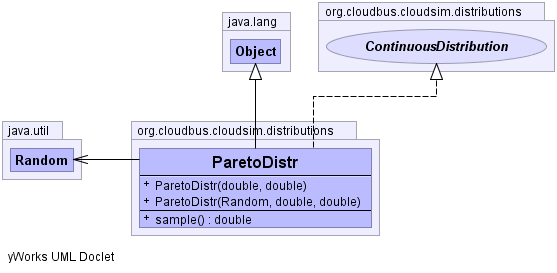 java.lang
Object
org.cloudbus.cloudsim.distributions
ContinuousDistribution
java.util
Random
org.cloudbus.cloudsim.distributions
ParetoDistr
+ ParetoDistr(double, double)
+ ParetoDistr(Random, double, double)
+ sample() : double
yWorks UML Doclet